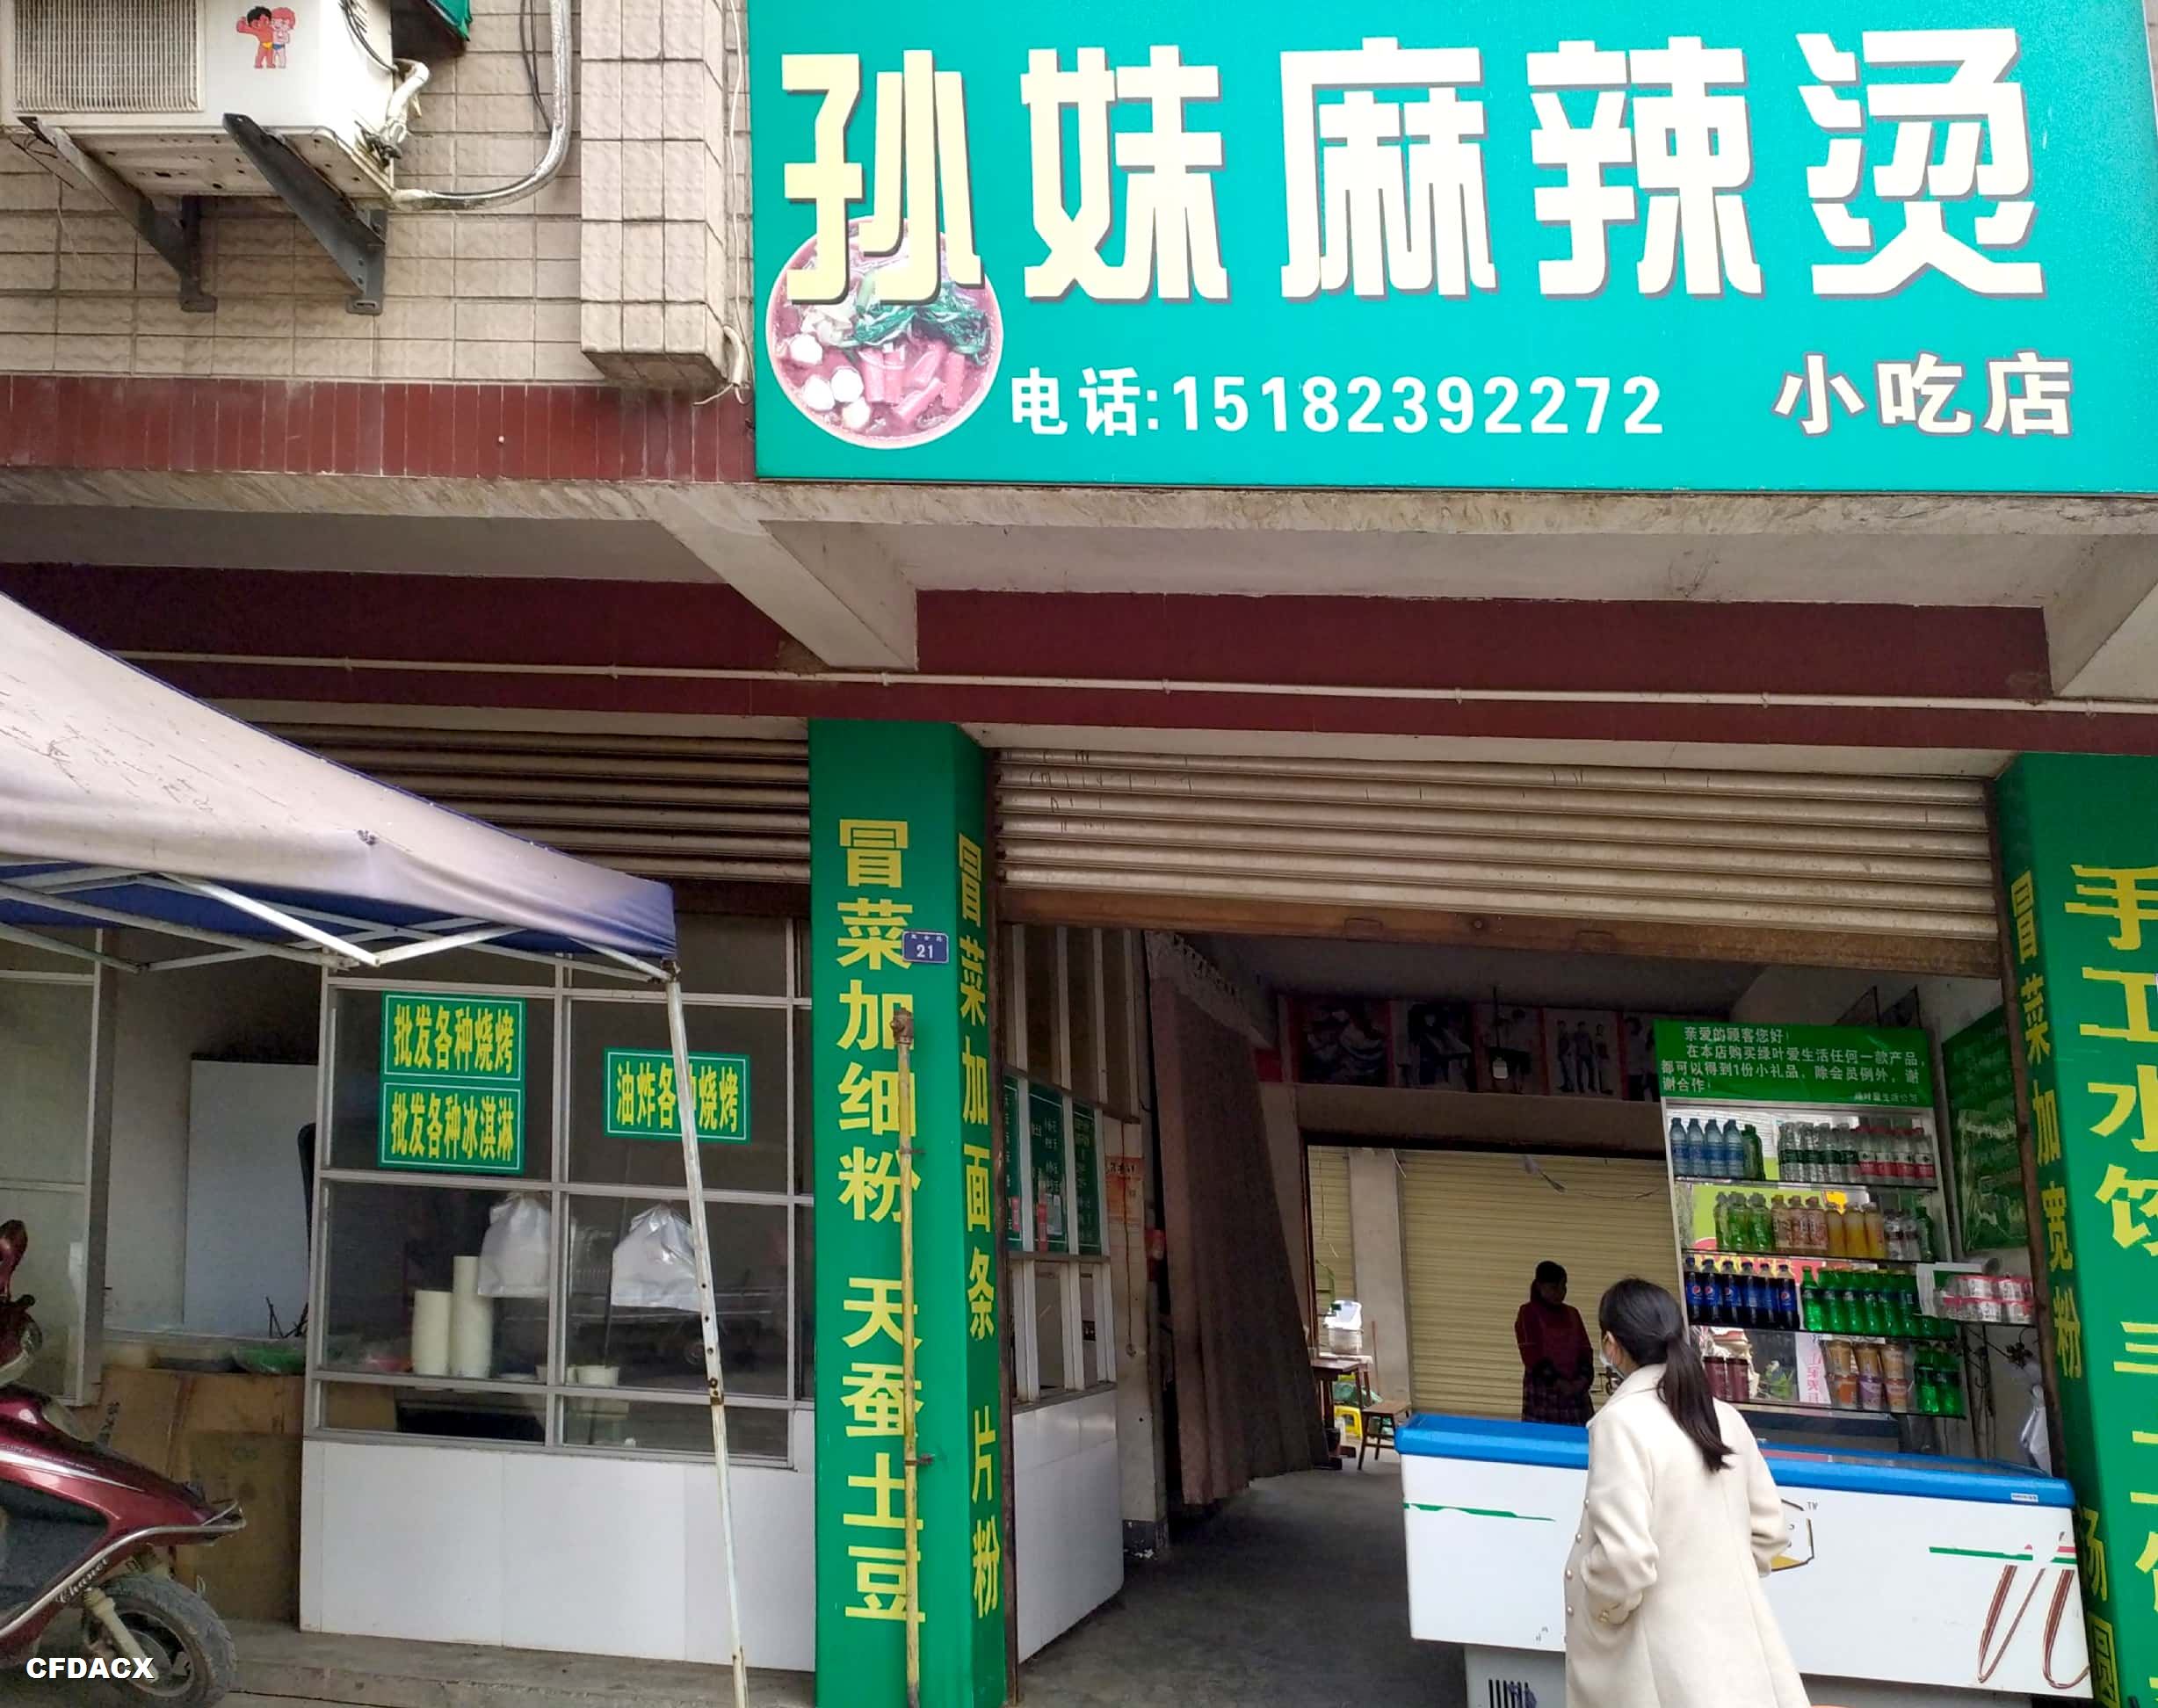 孙妹麻辣烫
电话:15182392272
小吃店
冒菜加细粉 天蚕土豆
冒菜加面条 片粉
21
批发各种烧烤
批发各种冰淇淋
油炸各种烧烤
亲爱的顾客您好!
在本店购买绿叶爱生活任何一款产品,
都可以得到1份小礼品,除会员例外,谢
谢合作!
冒菜加宽粉
手工水饺
汤圆
CFDACX